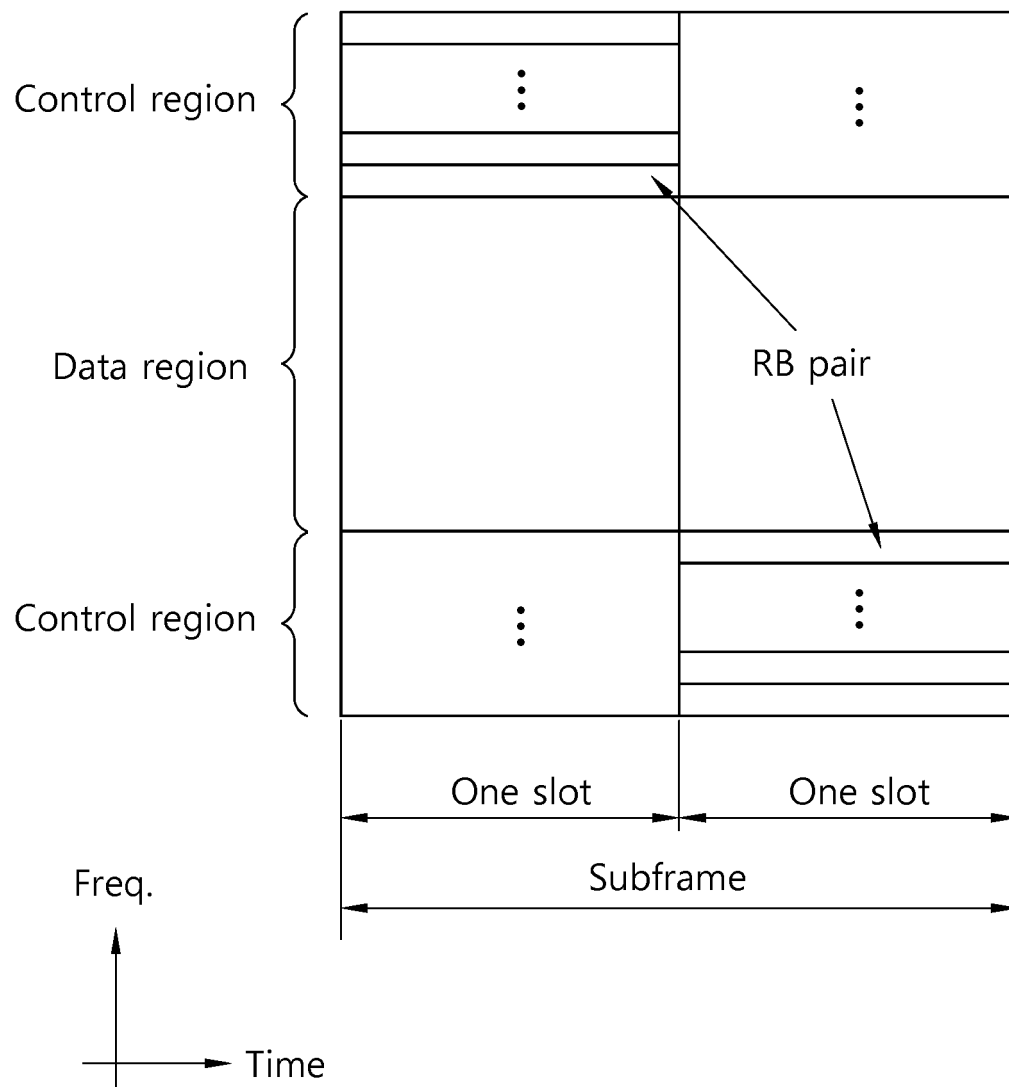 Control region
Data region
RB pair
Control region
One slot
One slot
Subframe
Freq.
Time